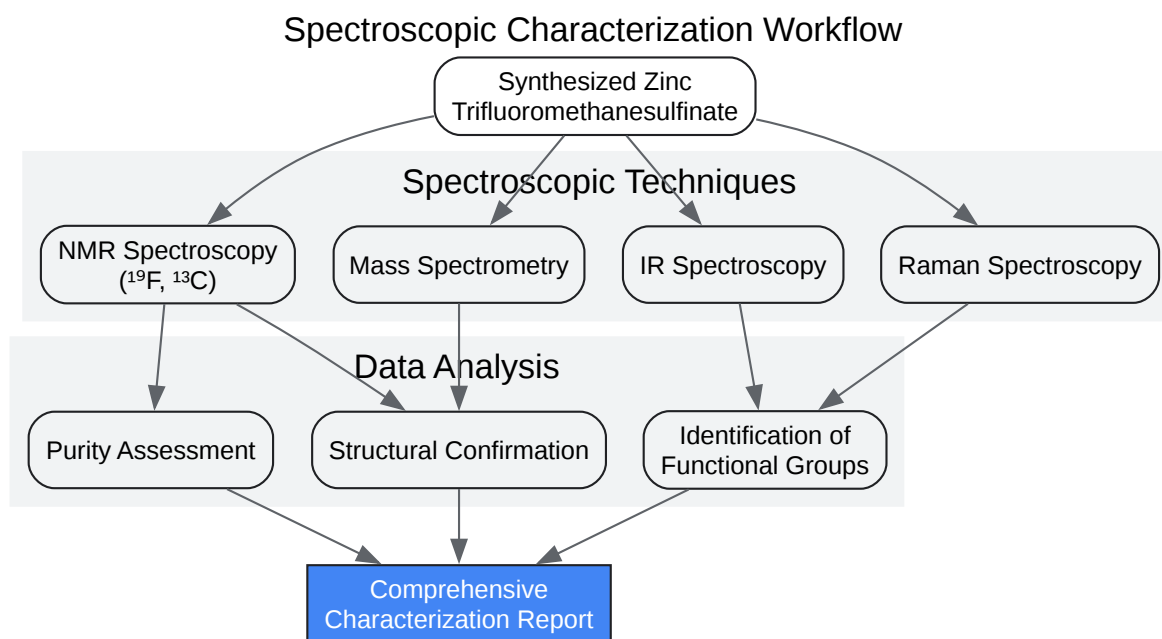 Spectroscopic Characterization Workflow
Synthesized Zinc
Trifluoromethanesulfinate
Spectroscopic Techniques
NMR Spectroscopy
(¹⁹F, ¹³C)
Mass Spectrometry
IR Spectroscopy
Raman Spectroscopy
Data Analysis
Purity Assessment
Structural Confirmation
Identification of
Functional Groups
Comprehensive
Characterization Report